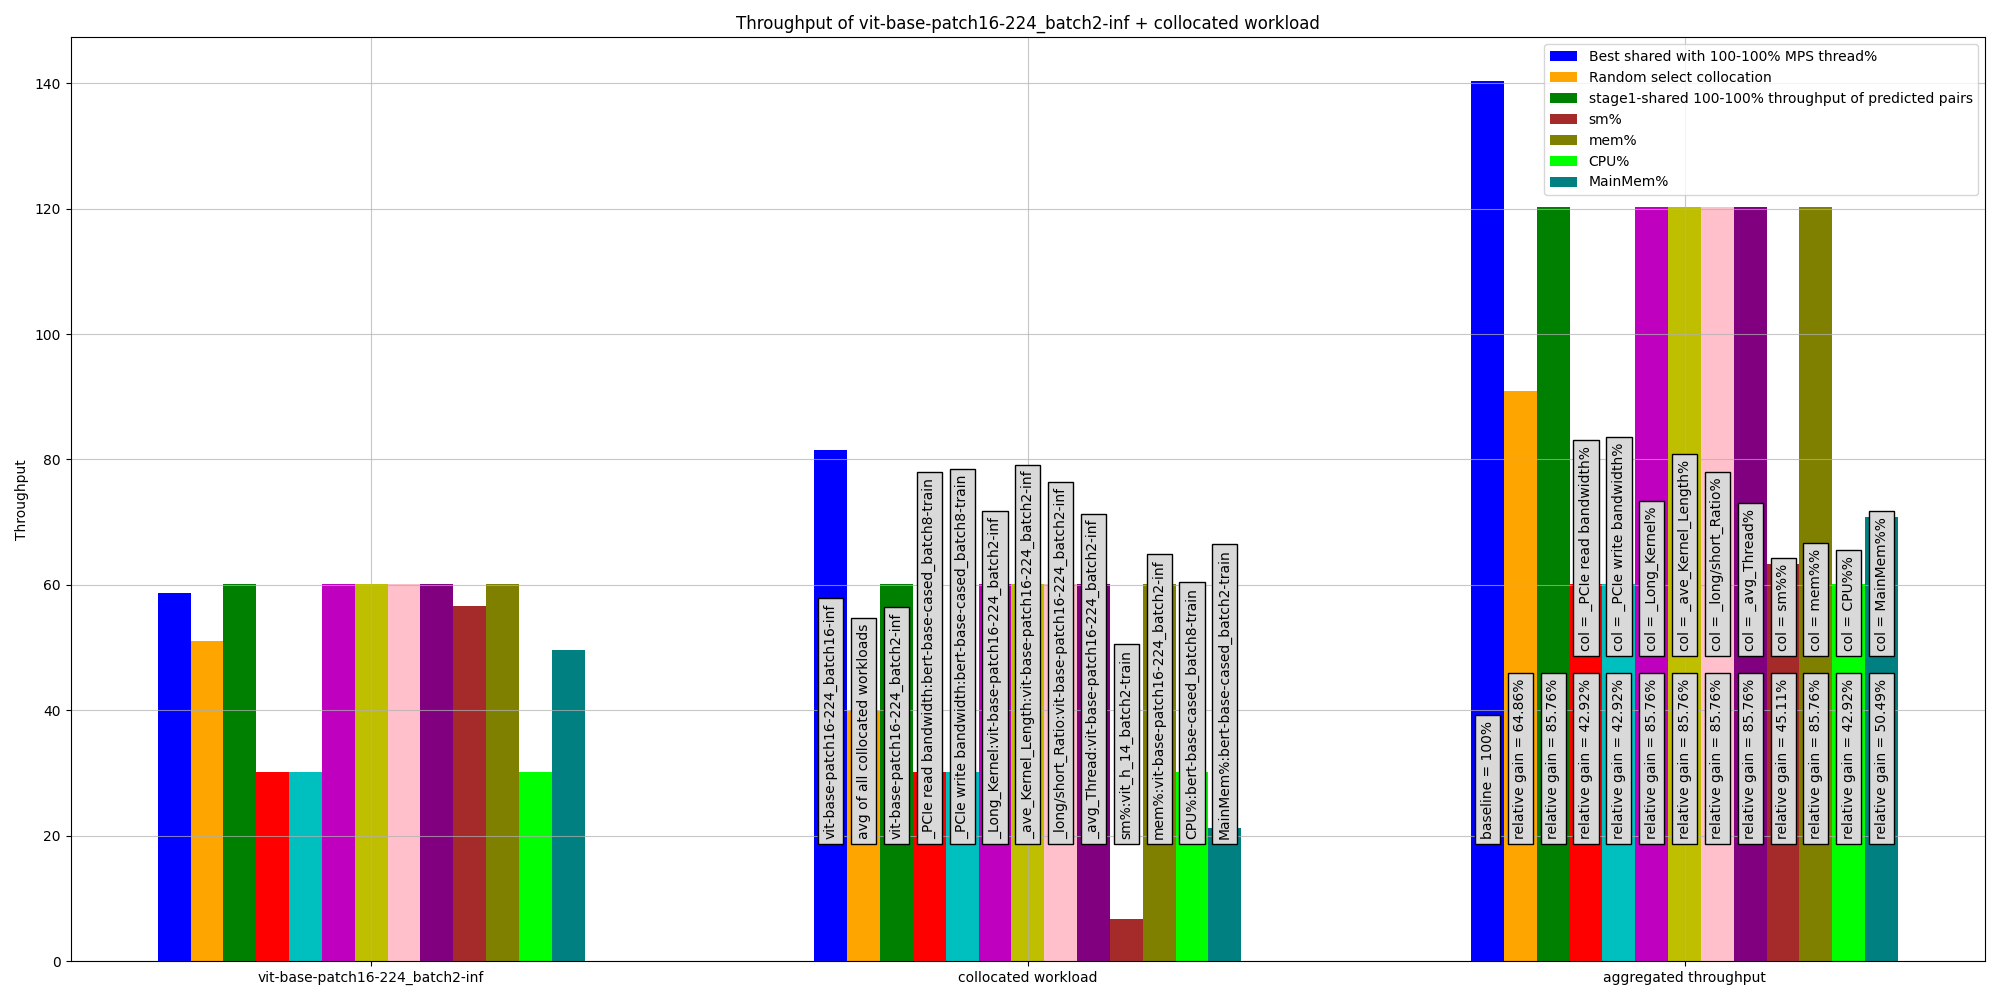 Throughput of vit-base-patch16-224_batch2-inf + collocated workload
Best shared with 100-100% MPS thread%
Random select collocation
stage1-shared 100-100% throughput of predicted pairs
sm%
mem%
CPU%
MainMem%
Throughput
140
120
100
80
60
40
20
0
vit-base-patch16-224_batch16-inf
avg of all collocated workloads
vit-base-patch16-224_batch2-inf
_PCIe read bandwidth:bert-base-cased_batch8-train
_PCIe write bandwidth:bert-base-cased_batch8-train
_Long_Kernel:vit-base-patch16-224_batch2-inf
_ave_Kernel_Length:vit-base-patch16-224_batch2-inf
_long/short_Ratio:vit-base-patch16-224_batch2-inf
_avg_Thread:vit-base-patch16-224_batch2-inf
sm%:vit_h_14_batch2-train
mem%:vit-base-patch16-224_batch2-inf
CPU%:bert-base-cased_batch8-train
MainMem%:bert-base-cased_batch2-train
col = _PCIe read bandwidth%
col = _PCIe write bandwidth%
col = _Long_Kernel%
col = _ave_Kernel_Length%
col = _long/short_Ratio%
col = _avg_Thread%
col = sm%%
col = mem%%
col = CPU%%
col = MainMem%%
baseline = 100%
relative gain = 64.86%
relative gain = 85.76%
relative gain = 42.92%
relative gain = 42.92%
relative gain = 85.76%
relative gain = 85.76%
relative gain = 85.76%
relative gain = 85.76%
relative gain = 45.11%
relative gain = 85.76%
relative gain = 42.92%
relative gain = 50.49%
vit-base-patch16-224_batch2-inf
collocated workload
aggregated throughput